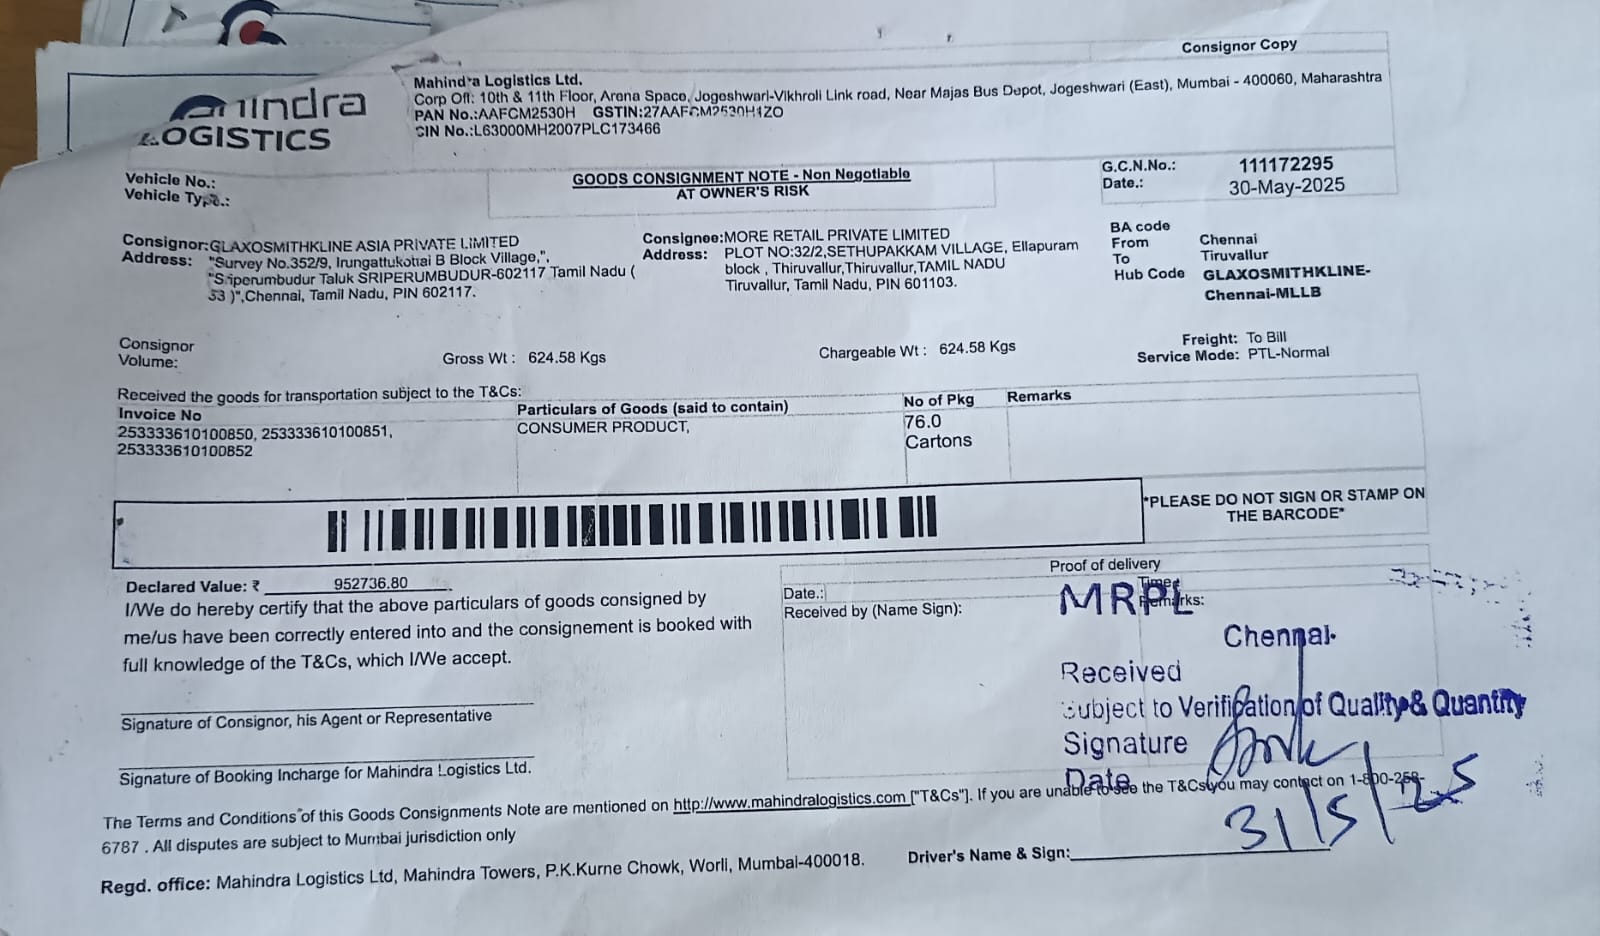 Consignor Copy
Mahindra Logistics Ltd.
Corp Off: 10th & 11th Floor, Arena Space, Jogeshwari-Vikhroli Link road, Near Majas Bus Depot, Jogeshwari (East), Mumbai - 400060, Maharashtra
PAN No.:AAFCM2530H GSTIN:27AAFCM2530H1ZO
CIN No.:L63000MH2007PLC173466
LOGISTICS
Vehicle No.:
Vehicle Type.:
GOODS CONSIGNMENT NOTE - Non Negotiable
AT OWNER'S RISK
G.C.N.No.: 111172295
Date.: 30-May-2025
Consignor:GLAXOSMITHKLINE ASIA PRIVATE LIMITED
Address: "Survey No.352/9, Irungattukottai B Block Village,",
"Sriperumbudur Taluk SRIPERUMBUDUR-602117 Tamil Nadu (
33 )",Chennai, Tamil Nadu, PIN 602117.
Consignee:MORE RETAIL PRIVATE LIMITED
Address: PLOT NO:32/2,SETHUPAKKAM VILLAGE, Ellapuram
block , Thiruvallur,Thiruvallur,TAMIL NADU
Tiruvallur, Tamil Nadu, PIN 601103.
BA code
From Chennai
To Tiruvallur
Hub Code GLAXOSMITHKLINE-
Chennai-MLLB
Consignor
Volume:
Gross Wt : 624.58 Kgs
Chargeable Wt : 624.58 Kgs
Freight: To Bill
Service Mode: PTL-Normal
Received the goods for transportation subject to the T&Cs:
Invoice No
253333610100850, 253333610100851,
253333610100852
Particulars of Goods (said to contain)
CONSUMER PRODUCT,
No of Pkg
76.0
Cartons
Remarks
*PLEASE DO NOT SIGN OR STAMP ON
THE BARCODE*
Declared Value: ₹ 952736.80
I/We do hereby certify that the above particulars of goods consigned by
me/us have been correctly entered into and the consignement is booked with
full knowledge of the T&Cs, which I/We accept.
Signature of Consignor, his Agent or Representative
Signature of Booking Incharge for Mahindra Logistics Ltd.
Proof of delivery
Date.:
Time:
Received by (Name Sign):
Remarks:
MRPL
Chennai.
Received
Subject to Verification of Quality & Quantity
Signature
Date
31/5/25
The Terms and Conditions of this Goods Consignments Note are mentioned on http://www.mahindralogistics.com ["T&Cs"]. If you are unable to see the T&Cs you may contact on 1-800-258-
6787 . All disputes are subject to Mumbai jurisdiction only
Regd. office: Mahindra Logistics Ltd, Mahindra Towers, P.K.Kurne Chowk, Worli, Mumbai-400018.
Driver's Name & Sign: